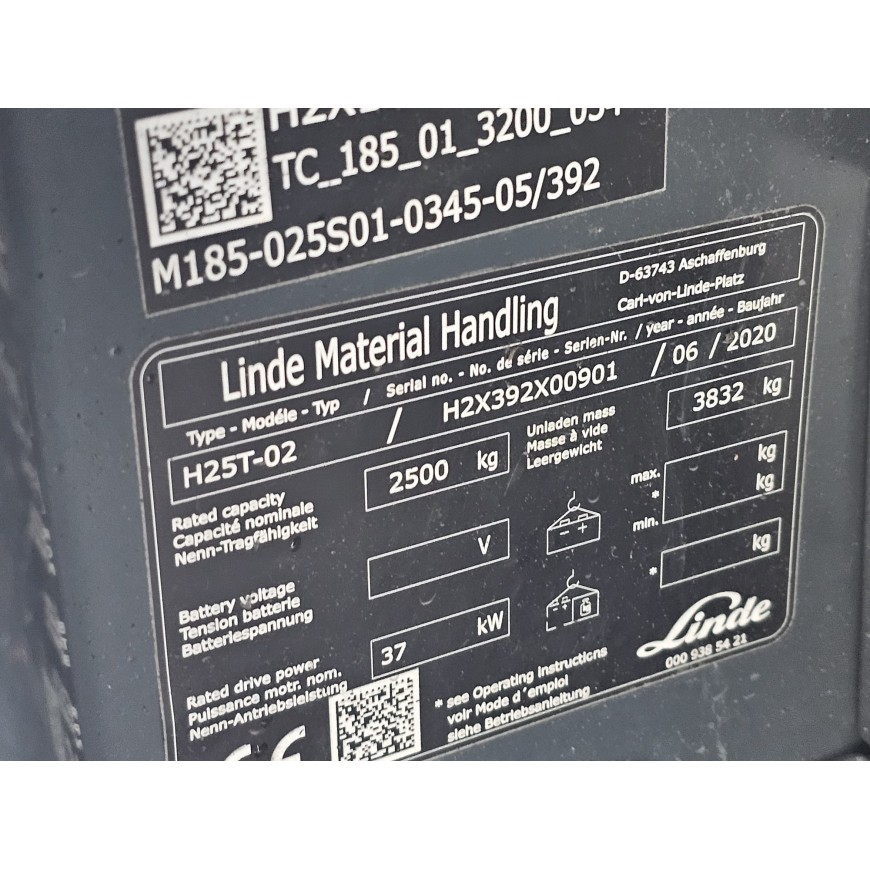 TC_185_01_3200_034
M185-025S01-0345-05/392
Linde Material Handling
D-63743 Aschaffenburg
Carl-von-Linde-Platz
Type - Modéle - Typ / Serial no. - No. de série - Serien-Nr. / year - année - Baujahr
H25T-02 / H2X392X00901 / 06 / 2020
Rated capacity
Capacité nominale
Nenn-Tragfähigkeit
2500 kg
Unladen mass
Masse à vide
Leergewicht
3832 kg
Battery voltage
Tension batterie
Batteriespannung
V
max. kg
*
min. kg
Rated drive power
Puissance motr. nom.
Nenn-Antriebsleistung
37 kW
* kg
CE
* see Operating Instructions
voir Mode d'emploi
siehe Betriebsanleitung
Linde
000 938 54 21